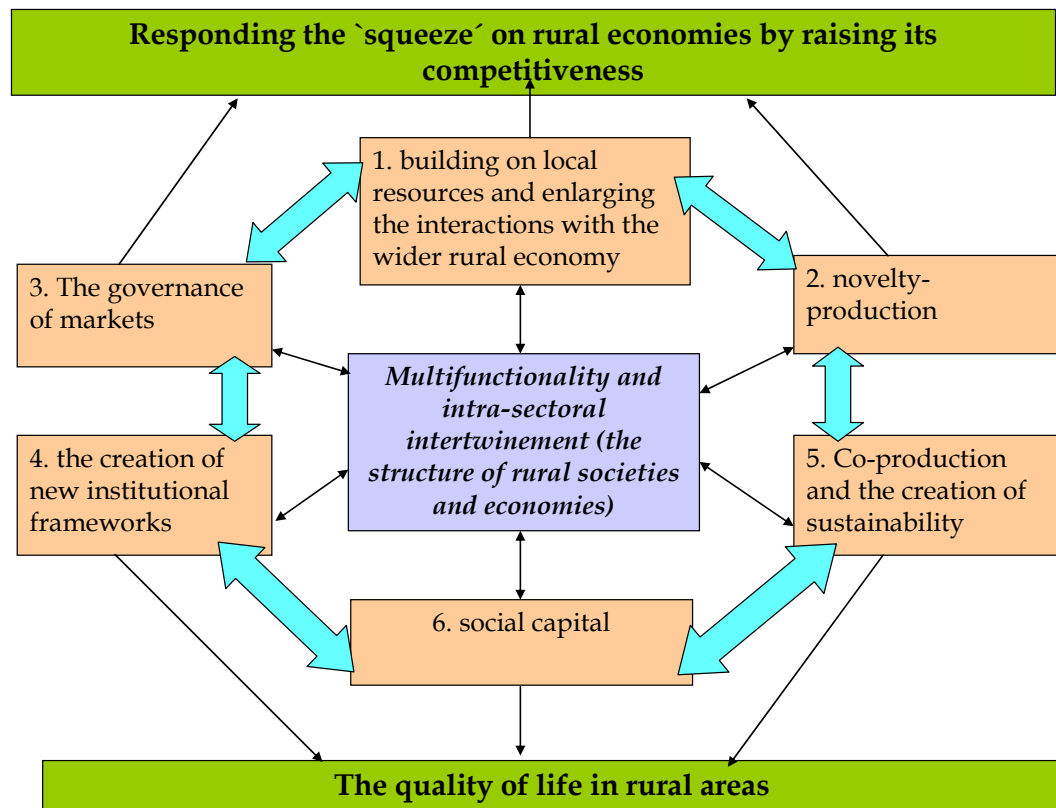 Responding the `squeeze´ on rural economies by raising its
competitiveness
1. building on local
resources and enlarging
the interactions with the
wider rural economy
3. The governance
of markets
2. novelty-
production
Multifunctionality and
intra-sectoral
intertwinement (the
structure of rural societies
and economies)
4. the creation of
new institutional
frameworks
5. Co-production
and the creation of
sustainability
6. social capital
The quality of life in rural areas